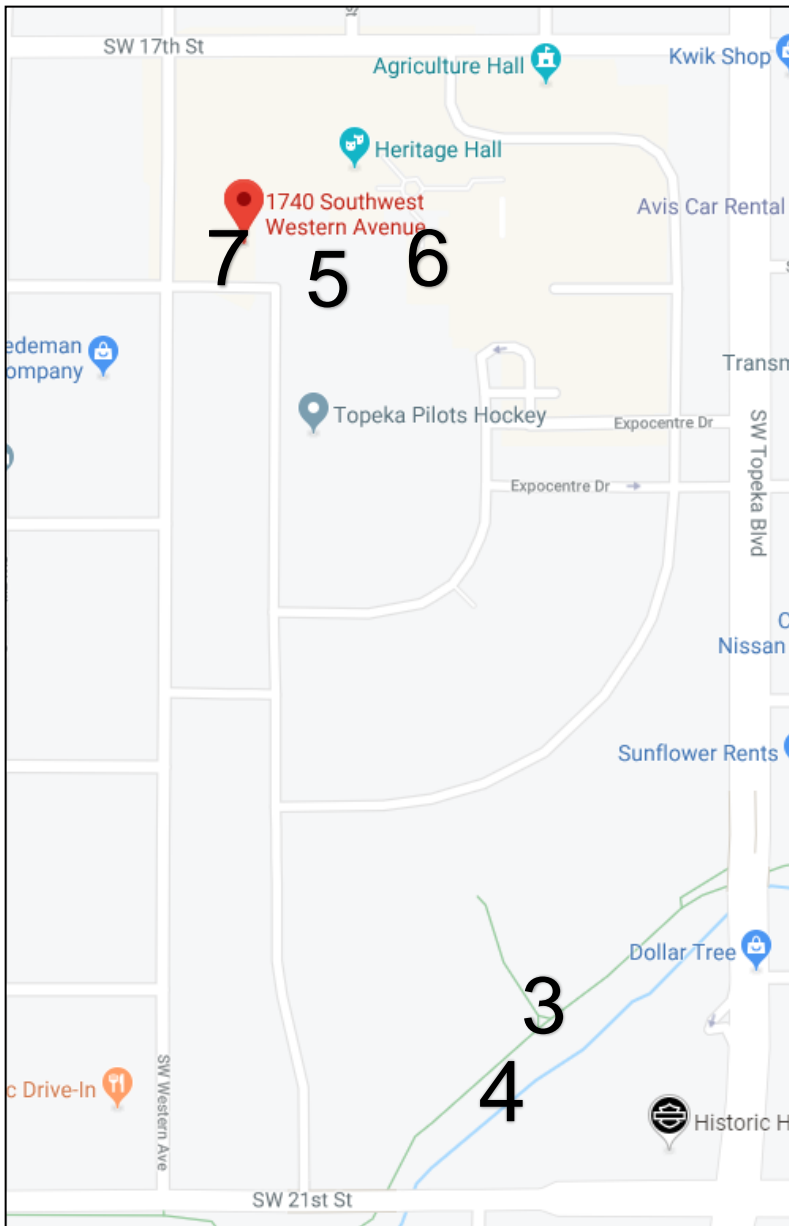 SW 17th St
Agriculture Hall
Kwik Shop
Heritage Hall
1740 Southwest
Western Avenue
Avis Car Rental
7
5
6
edeman
ompany
Transm
Topeka Pilots Hockey
Expocentre Dr
SW Topeka Blvd
Expocentre Dr
Nissan
Sunflower Rents
Dollar Tree
3
4
SW Western Ave
c Drive-In
Historic H
SW 21st St